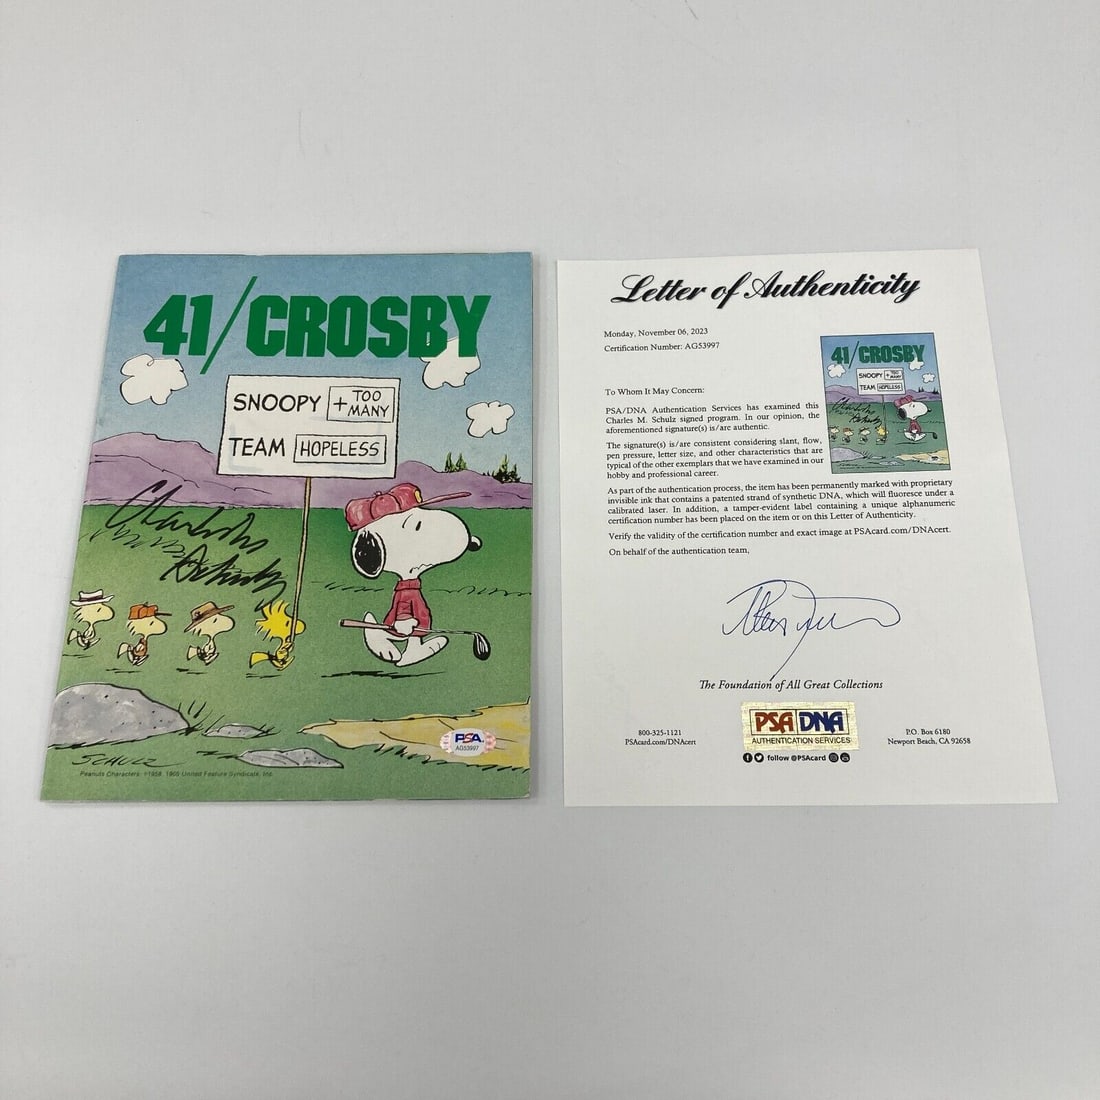 41/CROSBY
SNOOPY + TOO MANY
TEAM HOPELESS
Charles M Schulz
PSA
AG53997
SCHULZ
Peanuts Characters: ©1958, 1965 United Feature Syndicate, Inc.
Letter of Authenticity
Monday, November 06, 2023
Certification Number: AG53997
To Whom It May Concern:
PSA/DNA Authentication Services has examined this
Charles M. Schulz signed program. In our opinion, the
aforementioned signature(s) is/are authentic.
The signature(s) is/are consistent considering slant, flow,
pen pressure, letter size, and other characteristics that are
typical of the other exemplars that we have examined in our
hobby and professional career.
As part of the authentication process, the item has been permanently marked with proprietary
invisible ink that contains a patented strand of synthetic DNA, which will fluoresce under a
calibrated laser. In addition, a tamper-evident label containing a unique alphanumeric
certification number has been placed on the item or on this Letter of Authenticity.
Verify the validity of the certification number and exact image at PSAcard.com/DNAcert.
On behalf of the authentication team,
41/CROSBY
SNOOPY + TOO MANY
TEAM HOPELESS
The Foundation of All Great Collections
800-325-1121
PSAcard.com/DNAcert
PSA DNA
AUTHENTICATION SERVICES
follow @PSAcard
P.O. Box 6180
Newport Beach, CA 92658